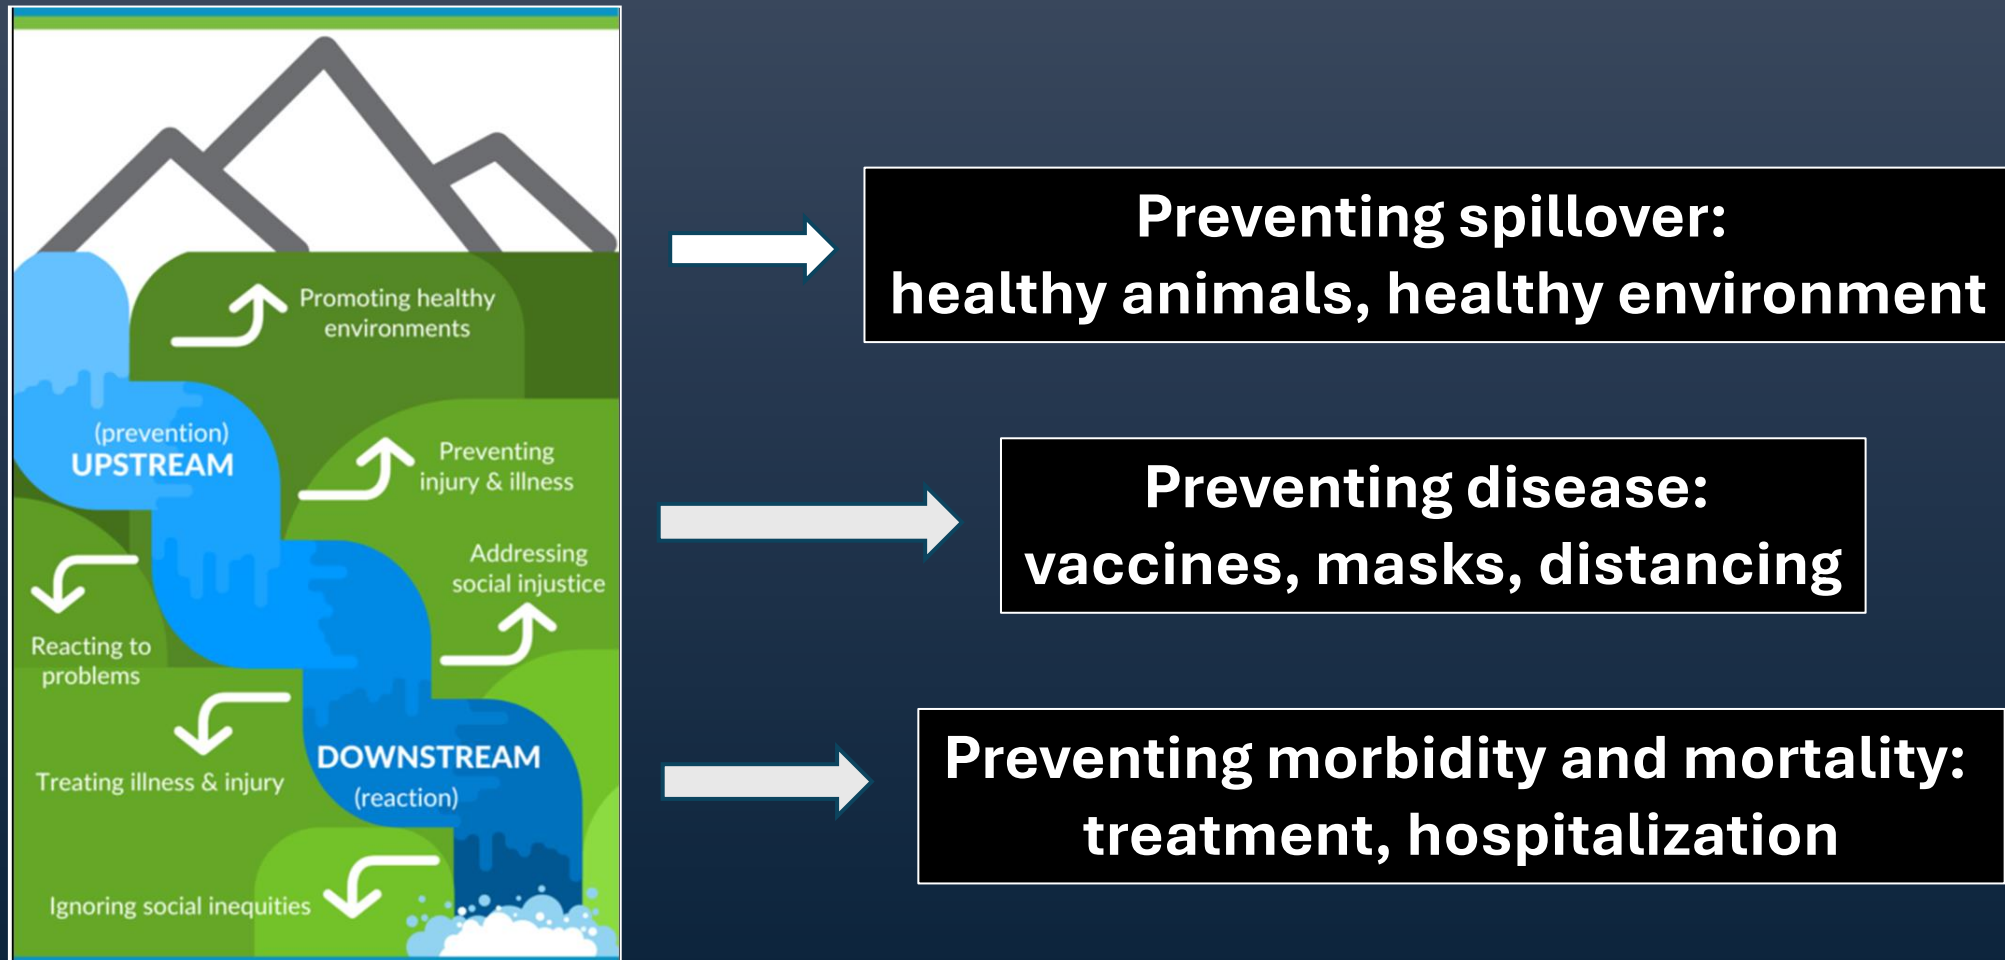 Promoting healthy
environments
(prevention)
UPSTREAM
Preventing
injury & illness
Addressing
social injustice
Reacting to
problems
Treating illness & injury
DOWNSTREAM
(reaction)
Ignoring social inequities
Preventing spillover:
healthy animals, healthy environment
Preventing disease:
vaccines, masks, distancing
Preventing morbidity and mortality:
treatment, hospitalization